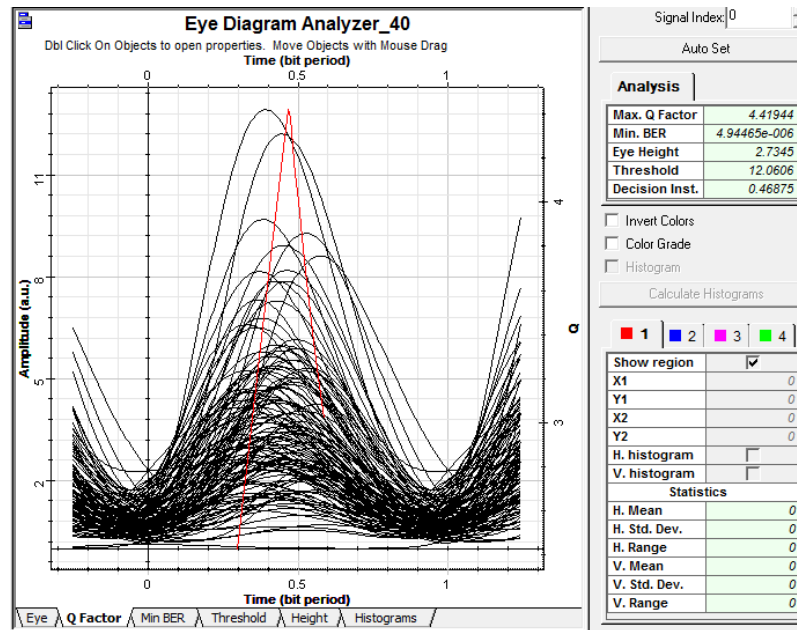 Eye Diagram Analyzer_40
Dbl Click On Objects to open properties. Move Objects with Mouse Drag
Time (bit period)
0 0.5 1
Amplitude (a.u.)
11
8
5
2
Q
4
3
0 0.5 1
Time (bit period)
Eye Q Factor Min BER Threshold Height Histograms
Signal Index: 0
Auto Set
Analysis
Max. Q Factor 4.41944
Min. BER 4.94465e-006
Eye Height 2.7345
Threshold 12.0606
Decision Inst. 0.46875
Invert Colors
Color Grade
Histogram
Calculate Histograms
1 2 3 4
Show region
X1 0
Y1 0
X2 0
Y2 0
H. histogram
V. histogram
Statistics
H. Mean 0
H. Std. Dev. 0
H. Range 0
V. Mean 0
V. Std. Dev. 0
V. Range 0